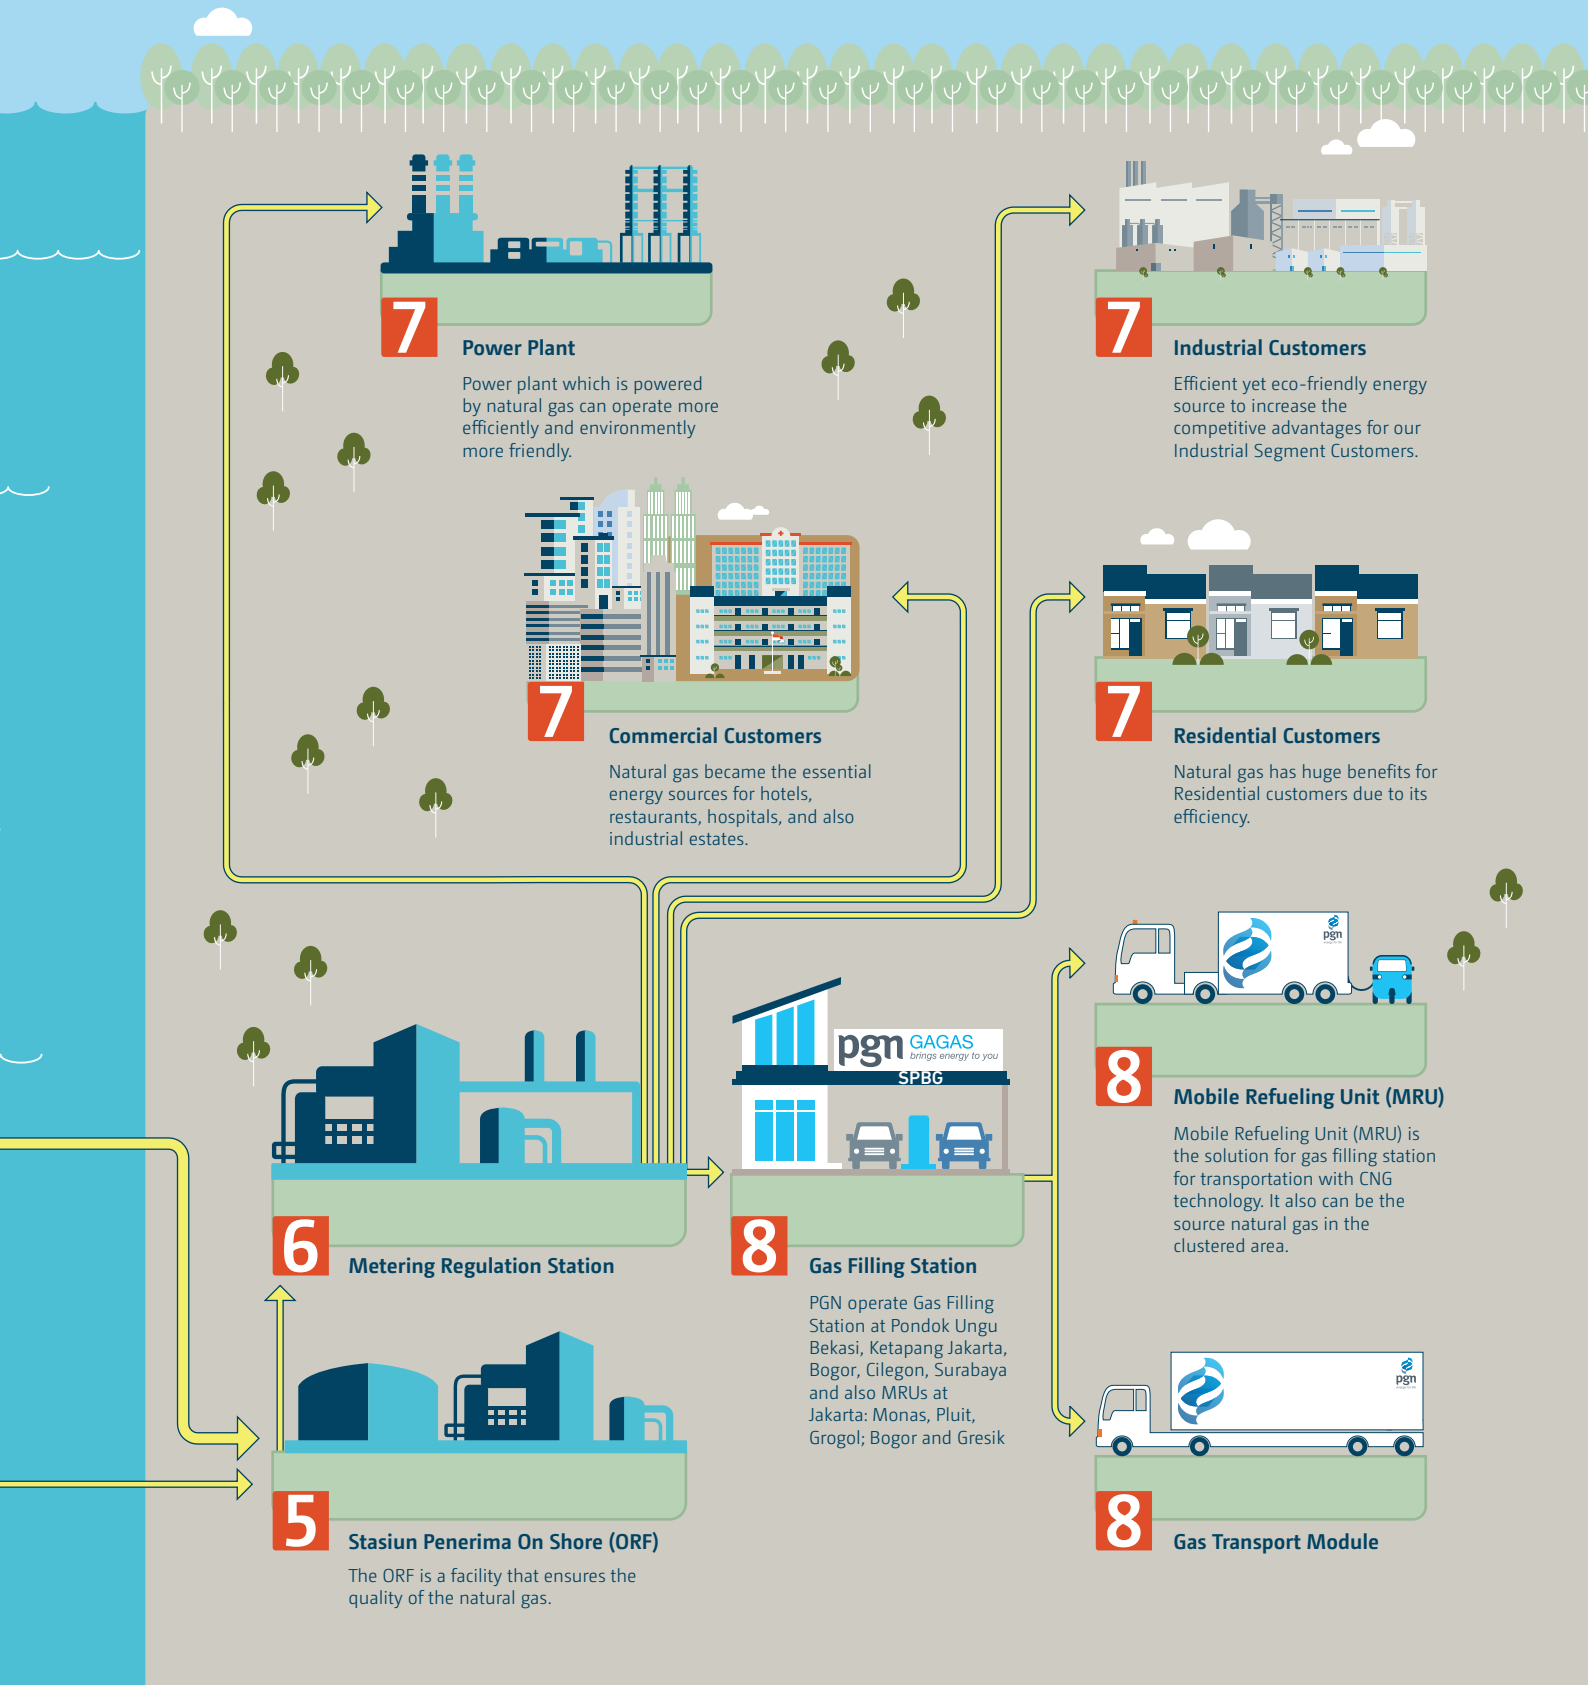 7
Power Plant
Power plant which is powered
by natural gas can operate more
efficiently and environmently
more friendly.
7
Industrial Customers
Efficient yet eco-friendly energy
source to increase the
competitive advantages for our
Industrial Segment Customers.
7
Commercial Customers
Natural gas became the essential
energy sources for hotels,
restaurants, hospitals, and also
industrial estates.
7
Residential Customers
Natural gas has huge benefits for
Residential customers due to its
efficiency.
pgn
8
Mobile Refueling Unit (MRU)
Mobile Refueling Unit (MRU) is
the solution for gas filling station
for transportation with CNG
technology. It also can be the
source natural gas in the
clustered area.
6
Metering Regulation Station
pgn GAGAS
brings energy to you
SPBG
8
Gas Filling Station
PGN operate Gas Filling
Station at Pondok Ungu
Bekasi, Ketapang Jakarta,
Bogor, Cilegon, Surabaya
and also MRUs at
Jakarta: Monas, Pluit,
Grogol; Bogor and Gresik
5
Stasiun Penerima On Shore (ORF)
The ORF is a facility that ensures the
quality of the natural gas.
pgn
8
Gas Transport Module